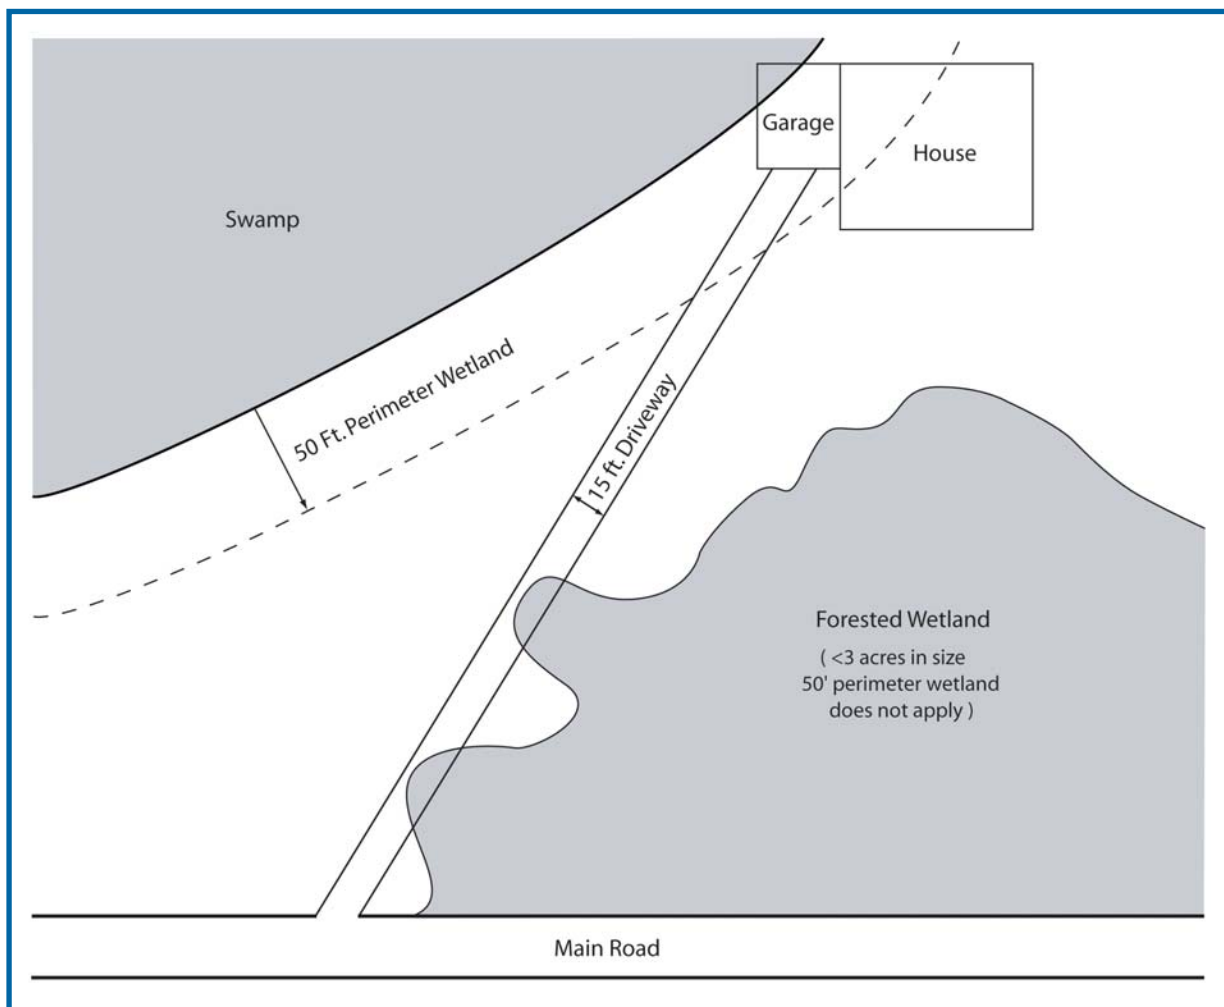 Garage
House
Swamp
50 Ft. Perimeter Wetland
15 ft. Driveway
Forested Wetland
( <3 acres in size
50' perimeter wetland
does not apply )
Main Road